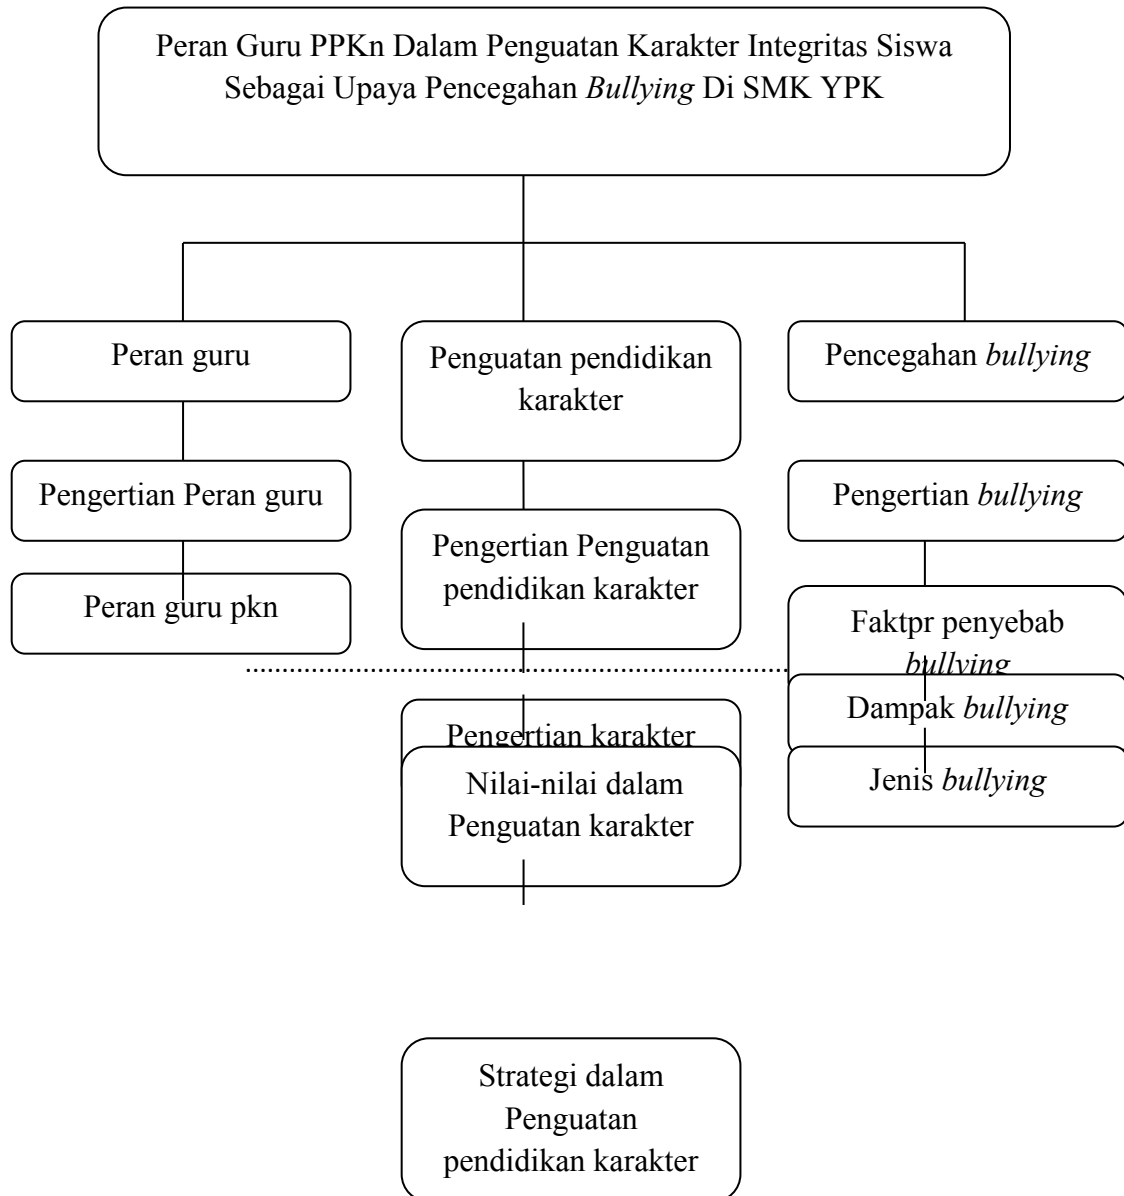 Peran Guru PPKn Dalam Penguatan Karakter Integritas Siswa
Sebagai Upaya Pencegahan Bullying Di SMK YPK
Peran guru
Pengertian Peran guru
Peran guru pkn
Penguatan pendidikan
karakter
Pengertian Penguatan
pendidikan karakter
Pengertian karakter
Nilai-nilai dalam
Penguatan karakter
Strategi dalam
Penguatan
pendidikan karakter
Pencegahan bullying
Pengertian bullying
Faktpr penyebab
bullying
Dampak bullying
Jenis bullying